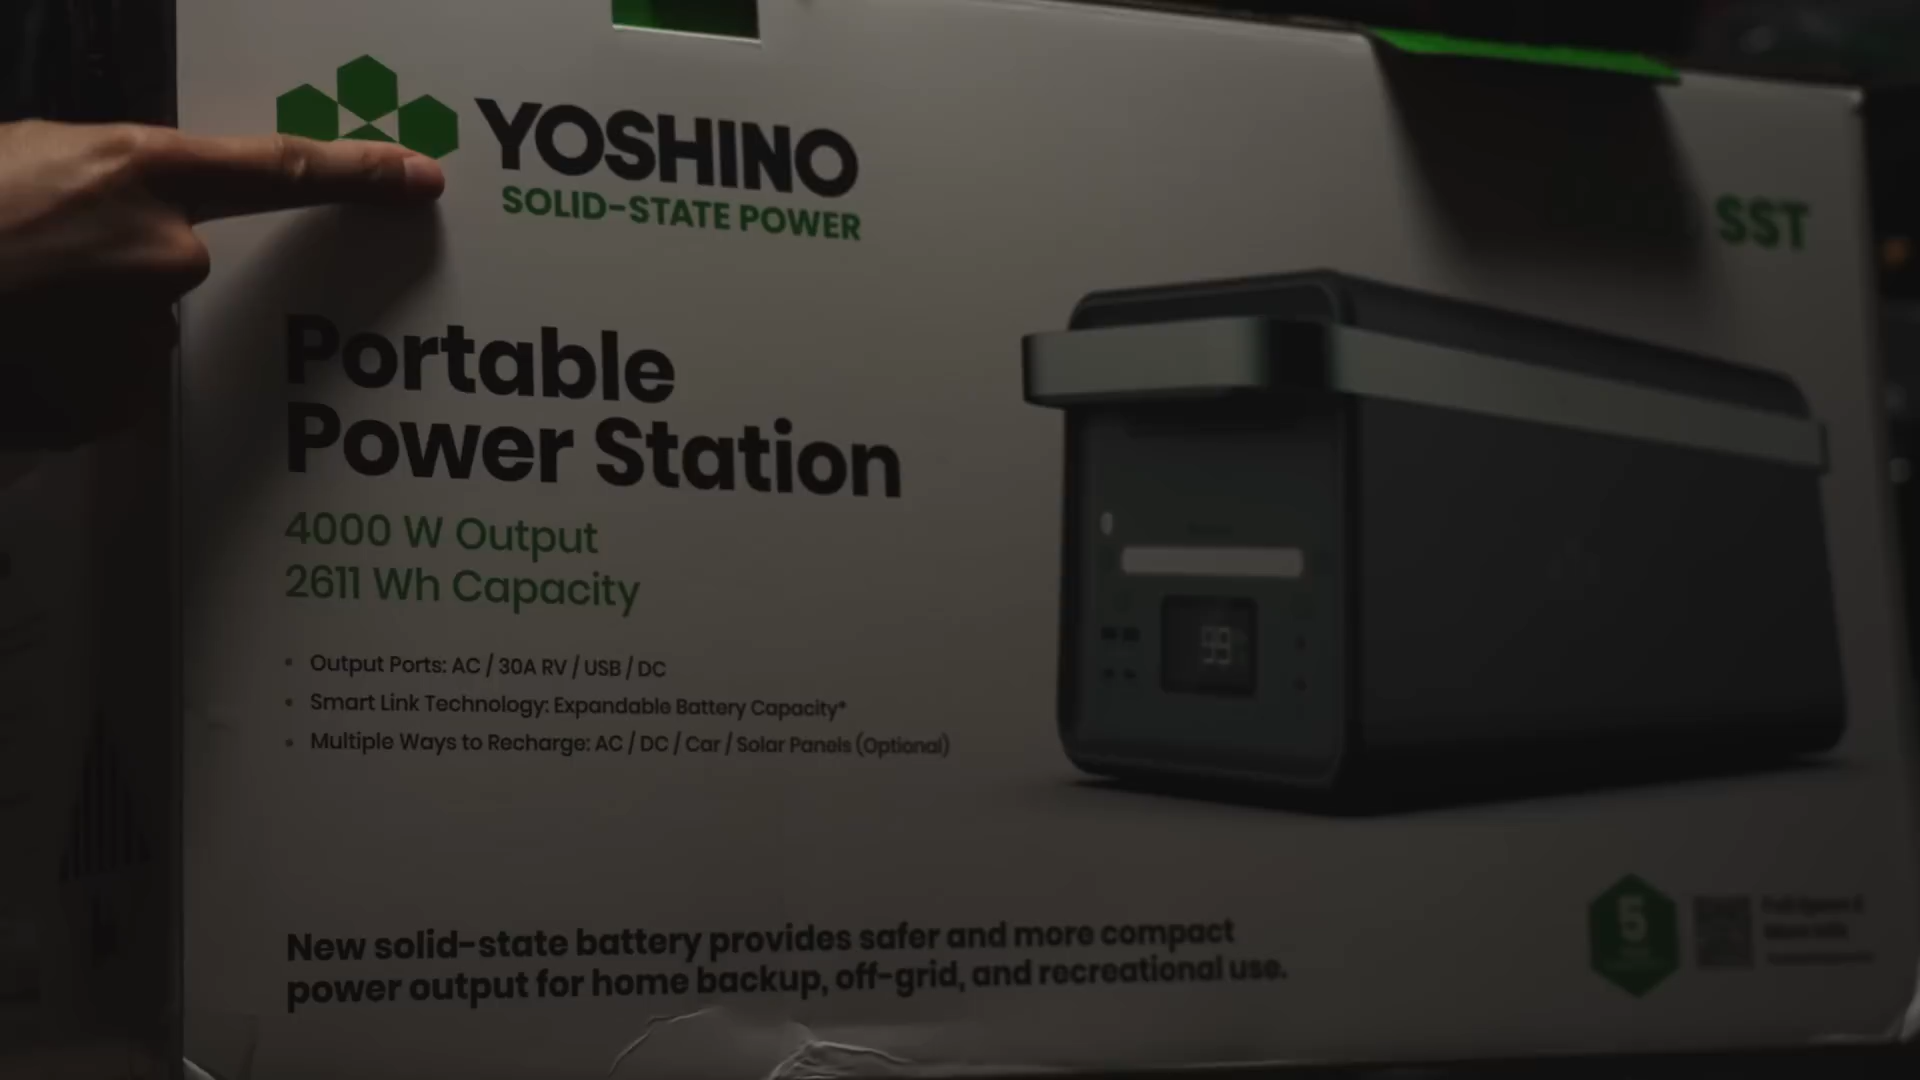 YOSHINO
SOLID-STATE POWER
SST
Portable
Power Station
4000 W Output
2611 Wh Capacity
• Output Ports: AC / 30A RV / USB / DC
• Smart Link Technology: Expandable Battery Capacity*
• Multiple Ways to Recharge: AC / DC / Car / Solar Panels (Optional)
99
New solid-state battery provides safer and more compact
power output for home backup, off-grid, and recreational use.
5